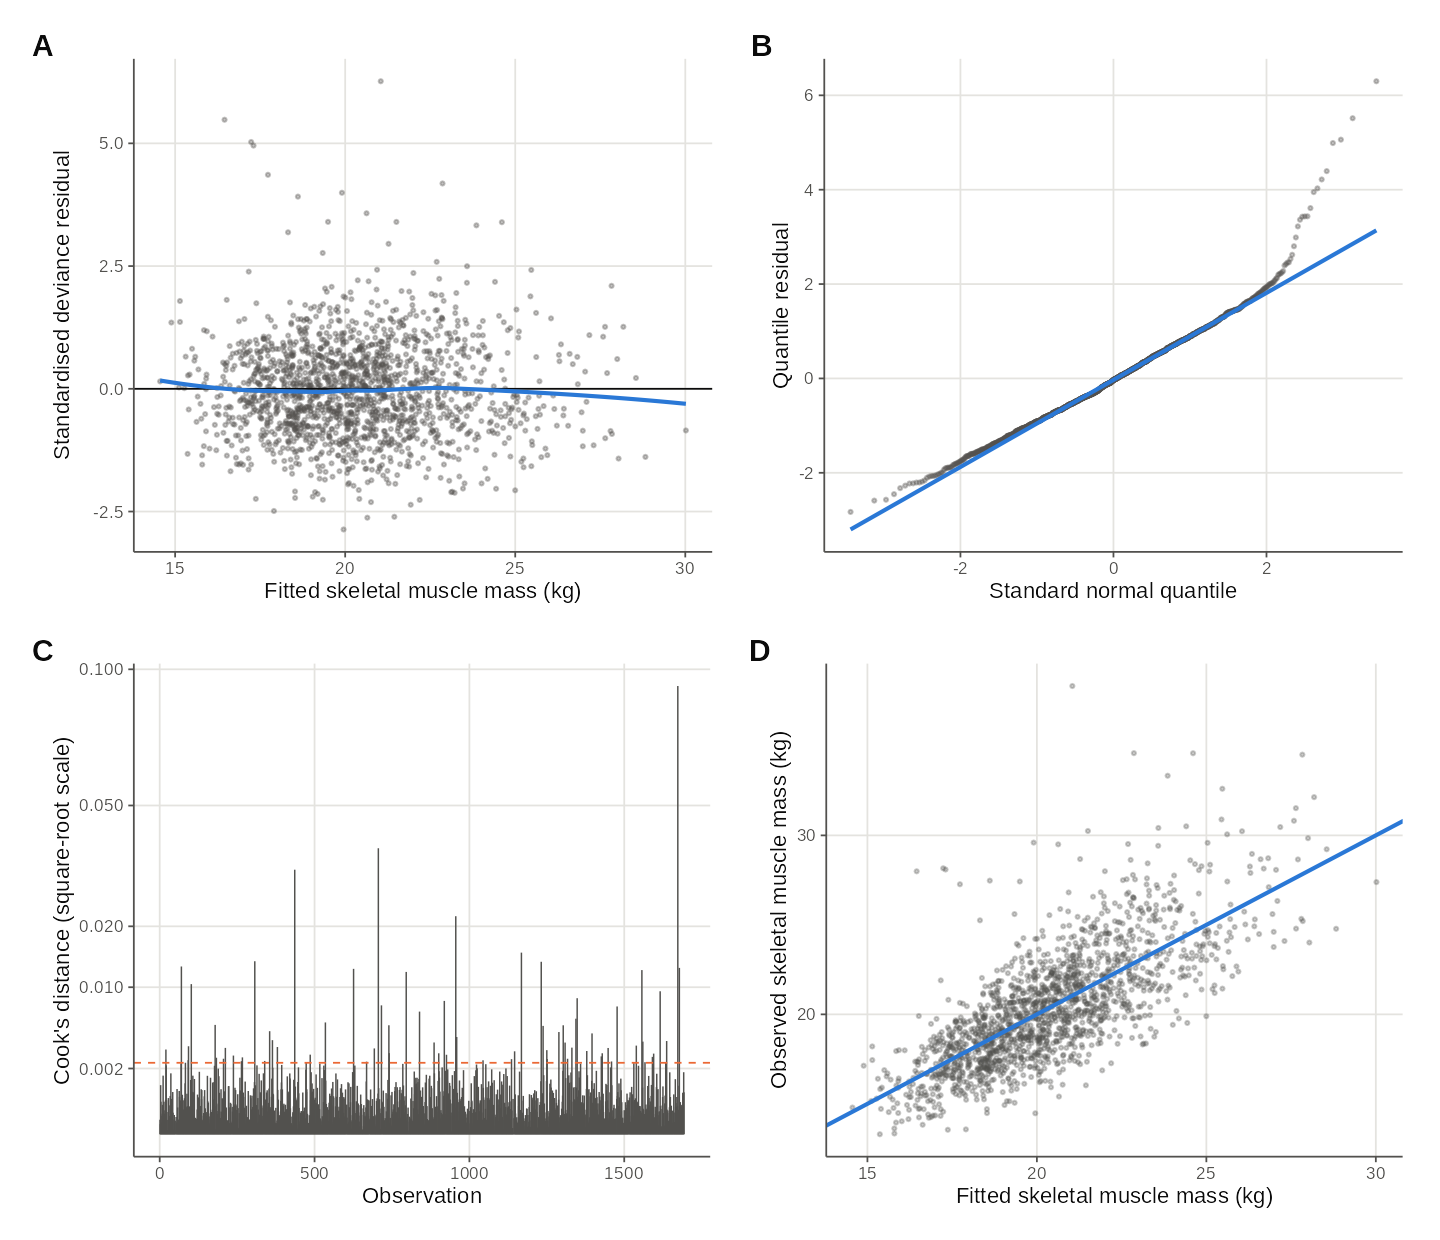 A
5.0
2.5
0.0
-2.5
15
20
25
30
Standardised deviance residual
Fitted skeletal muscle mass (kg)
B
6
4
2
0
-2
-2
0
2
Quantile residual
Standard normal quantile
C
0.100
0.050
0.020
0.010
0.002
0
500
1000
1500
Cook's distance (square-root scale)
Observation
D
30
20
15
20
25
30
Observed skeletal muscle mass (kg)
Fitted skeletal muscle mass (kg)